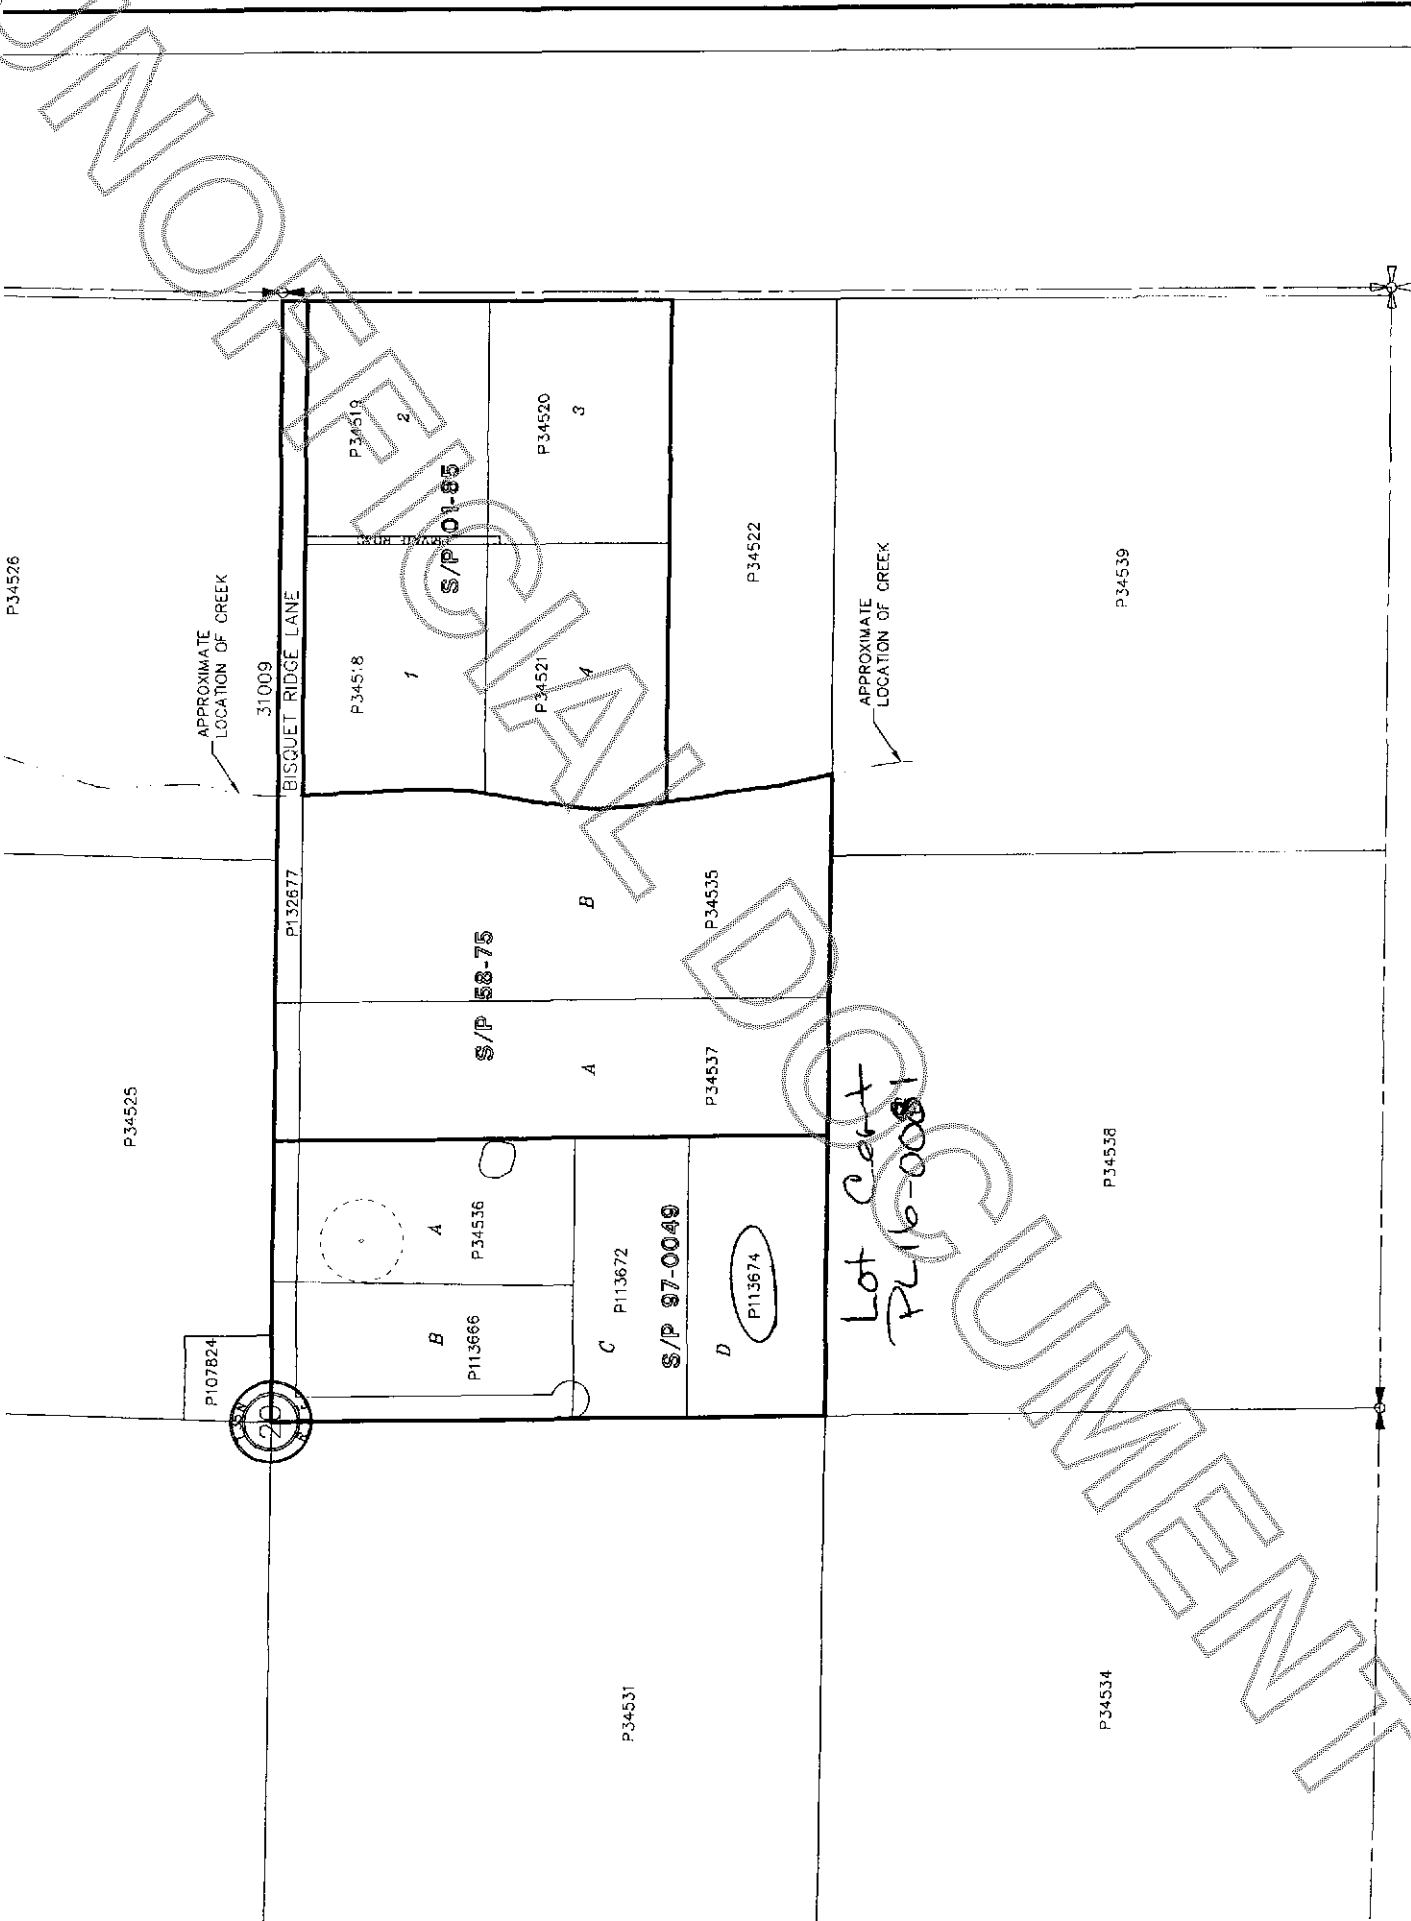 UNOFFICIAL DOCUMENT
P34526
APPROXIMATE
LOCATION OF CREEK
31009
BISQUET RIDGE LANE
P34519
2
P34520
3
S/P 01-85
P34518
1
P34521
4
P34522
APPROXIMATE
LOCATION OF CREEK
P34539
P132677
S/P 58-75
B
P34535
A
P34537
P34525
A
P34536
B
P113666
C
P113672
S/P 97-0049
D
P113674
Lot Cert
PL16-0081
P34538
P107824
20
P34531
P34534